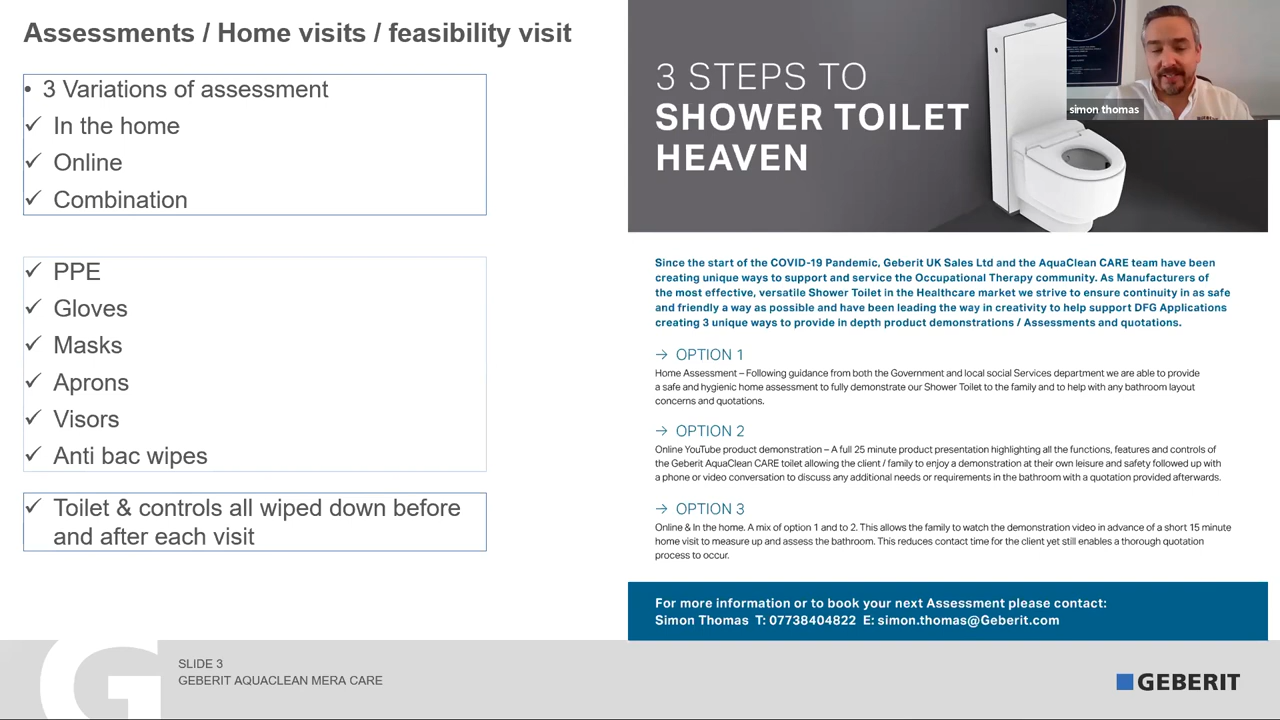 Assessments / Home visits / feasibility visit
• 3 Variations of assessment
✓ In the home
✓ Online
✓ Combination
✓ PPE
✓ Gloves
✓ Masks
✓ Aprons
✓ Visors
✓ Anti bac wipes
✓ Toilet & controls all wiped down before
and after each visit
3 STEPS TO
SHOWER TOILET
HEAVEN
simon thomas
Since the start of the COVID-19 Pandemic, Geberit UK Sales Ltd and the AquaClean CARE team have been
creating unique ways to support and service the Occupational Therapy community. As Manufacturers of
the most effective, versatile Shower Toilet in the Healthcare market we strive to ensure continuity in as safe
and friendly a way as possible and have been leading the way in creativity to help support DFG Applications
creating 3 unique ways to provide in depth product demonstrations / Assessments and quotations.
→ OPTION 1
Home Assessment – Following guidance from both the Government and local social Services department we are able to provide
a safe and hygienic home assessment to fully demonstrate our Shower Toilet to the family and to help with any bathroom layout
concerns and quotations.
→ OPTION 2
Online YouTube product demonstration – A full 25 minute product presentation highlighting all the functions, features and controls of
the Geberit AquaClean CARE toilet allowing the client / family to enjoy a demonstration at their own leisure and safety followed up with
a phone or video conversation to discuss any additional needs or requirements in the bathroom with a quotation provided afterwards.
→ OPTION 3
Online & In the home. A mix of option 1 and to 2. This allows the family to watch the demonstration video in advance of a short 15 minute
home visit to measure up and assess the bathroom. This reduces contact time for the client yet still enables a thorough quotation
process to occur.
For more information or to book your next Assessment please contact:
Simon Thomas T: 07738404822 E: simon.thomas@Geberit.com
SLIDE 3
GEBERIT AQUACLEAN MERA CARE
GEBERIT